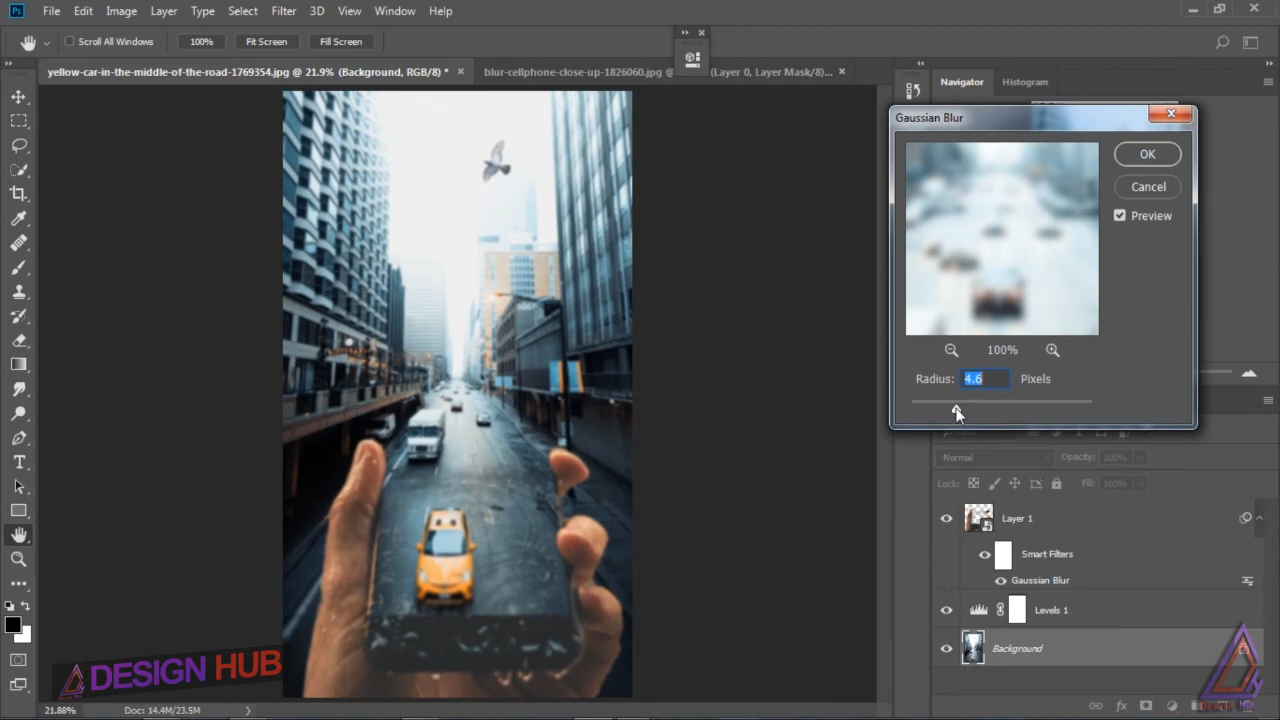 Ps File Edit Image Layer Type Select Filter 3D View Window Help
Scroll All Windows 100% Fit Screen Fill Screen
yellow-car-in-the-middle-of-the-road-1769354.jpg @ 21.9% (Background, RGB/8) *
blur-cellphone-close-up-1826060.jpg @ (Layer 0, Layer Mask/8)...
Navigator Histogram
Gaussian Blur
OK
Cancel
Preview
100%
Radius: 4.6 Pixels
Normal Opacity: 100%
Lock: Fill: 100%
Layer 1
Smart Filters
Gaussian Blur
Levels 1
Background
DESIGN HUB
21.88% Doc: 14.4M/23.5M
fx